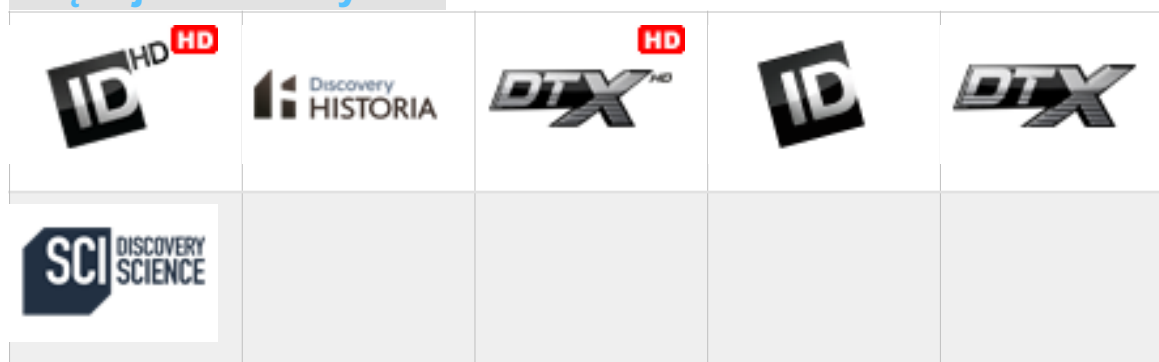 ID HD HD
Discovery
HISTORIA
DTX HD HD
ID
DTX
SCI DISCOVERY
SCIENCE